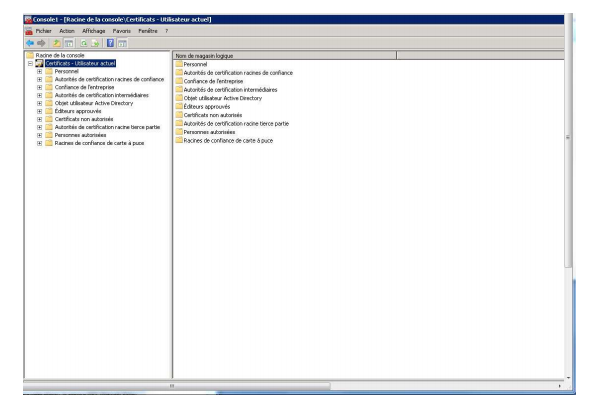 Console1 - [Racine de la console\Certificats - Utilisateur actuel]
Fichier Action Affichage Favoris Fenêtre ?
Racine de la console
Certificats - Utilisateur actuel
Personnel
Autorités de certification racines de confiance
Confiance de l'entreprise
Autorités de certification intermédiaires
Objet utilisateur Active Directory
Éditeurs approuvés
Certificats non autorisés
Autorités de certification racine tierce partie
Personnes autorisées
Racines de confiance de carte à puce
Nom de magasin logique
Personnel
Autorités de certification racines de confiance
Confiance de l'entreprise
Autorités de certification intermédiaires
Objet utilisateur Active Directory
Éditeurs approuvés
Certificats non autorisés
Autorités de certification racine tierce partie
Personnes autorisées
Racines de confiance de carte à puce